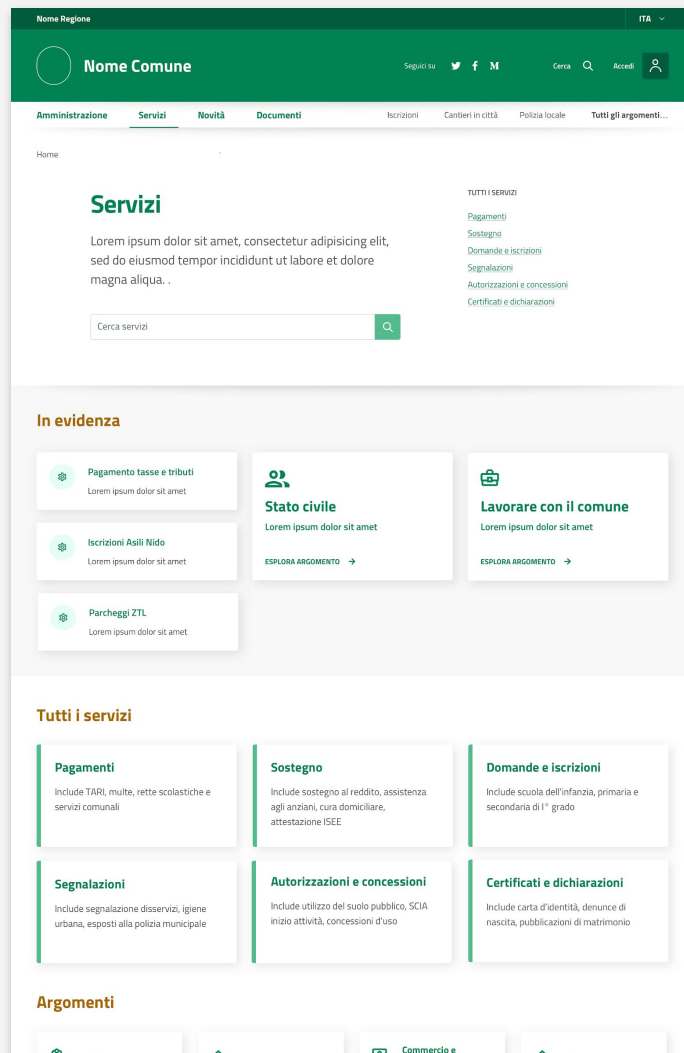 Nome Regione
ITA
Nome Comune
Seguici su
Cerca
Accedi
Amministrazione
Servizi
Novità
Documenti
Iscrizioni
Cantieri in città
Polizia locale
Tutti gli argomenti...
Home
Servizi
Lorem ipsum dolor sit amet, consectetur adipisicing elit,
sed do eiusmod tempor incididunt ut labore et dolore
magna aliqua. .
Cerca servizi
TUTTI I SERVIZI
Pagamenti
Sostegno
Domande e iscrizioni
Segnalazioni
Autorizzazioni e concessioni
Certificati e dichiarazioni
In evidenza
Pagamento tasse e tributi
Lorem ipsum dolor sit amet
Iscrizioni Asili Nido
Lorem ipsum dolor sit amet
Parcheggi ZTL
Lorem ipsum dolor sit amet
Stato civile
Lorem ipsum dolor sit amet
ESPLORA ARGOMENTO
Lavorare con il comune
Lorem ipsum dolor sit amet
ESPLORA ARGOMENTO
Tutti i servizi
Pagamenti
Include TARI, multe, rette scolastiche e
servizi comunali
Sostegno
Include sostegno al reddito, assistenza
agli anziani, cura domiciliare,
attestazione ISEE
Domande e iscrizioni
Include scuola dell'infanzia, primaria e
secondaria di I° grado
Segnalazioni
Include segnalazione disservizi, igiene
urbana, esposti alla polizia municipale
Autorizzazioni e concessioni
Include utilizzo del suolo pubblico, SCIA
inizio attività, concessioni d'uso
Certificati e dichiarazioni
Include carta d'identità, denunce di
nascita, pubblicazioni di matrimonio
Argomenti
Commercio e